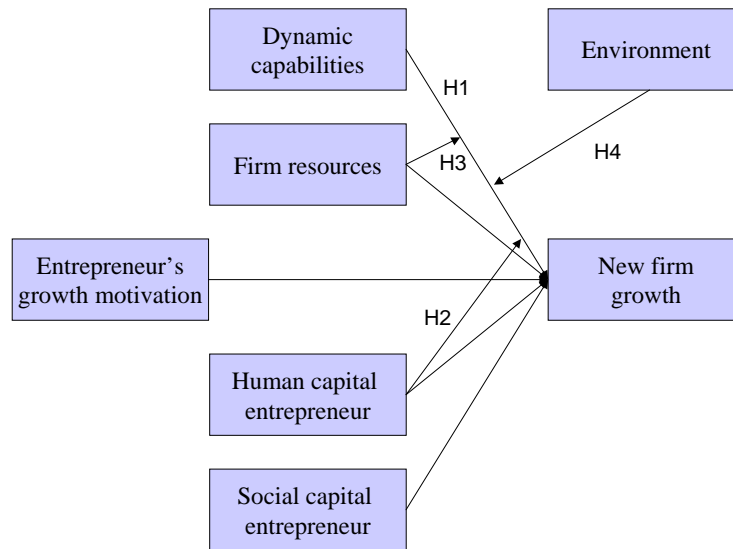 Dynamic
capabilities
Environment
H1
Firm resources
H3
H4
Entrepreneur's
growth motivation
New firm
growth
H2
Human capital
entrepreneur
Social capital
entrepreneur